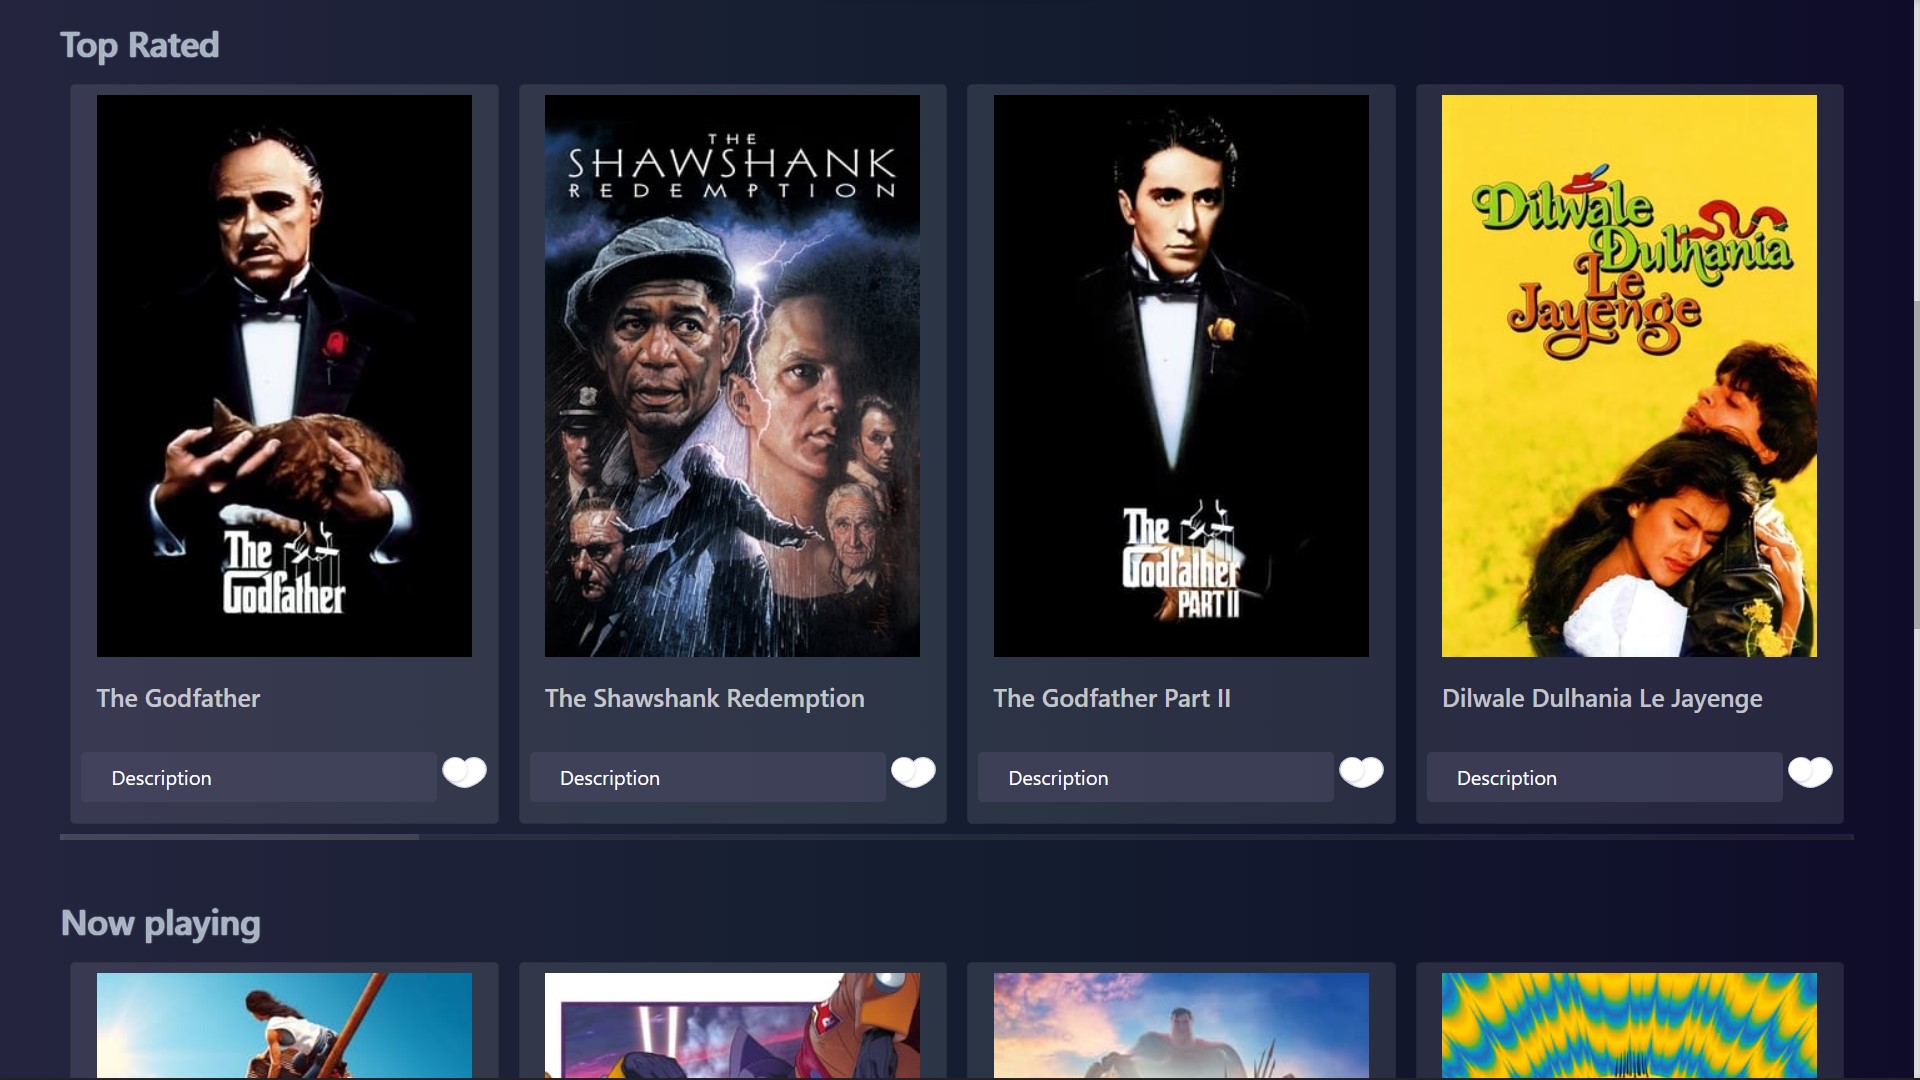 Top Rated
The
Godfather
THE
SHAWSHANK
REDEMPTION
The
Godfather
PART II
Dilwale
Dulhania
Le
Jayenge
The Godfather
The Shawshank Redemption
The Godfather Part II
Dilwale Dulhania Le Jayenge
Description
Description
Description
Description
Now playing